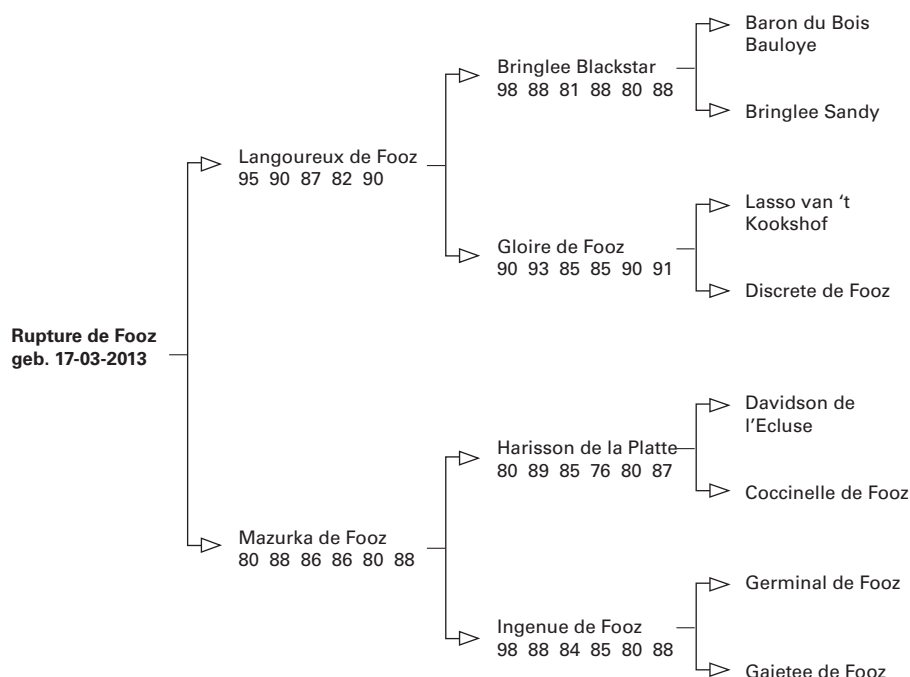 Baron du Bois
Bauloye
Bringlee Blackstar
98 88 81 88 80 88
Bringlee Sandy
Langoureux de Fooz
95 90 87 82 90
Lasso van ‘t
Kookshof
Gloire de Fooz
90 93 85 85 90 91
Discrete de Fooz
Rupture de Fooz
geb. 17-03-2013
Davidson de
l’Ecluse
Harisson de la Platte
80 89 85 76 80 87
Coccinelle de Fooz
Mazurka de Fooz
80 88 86 86 80 88
Germinal de Fooz
Ingenue de Fooz
98 88 84 85 80 88
Gaietee de Fooz